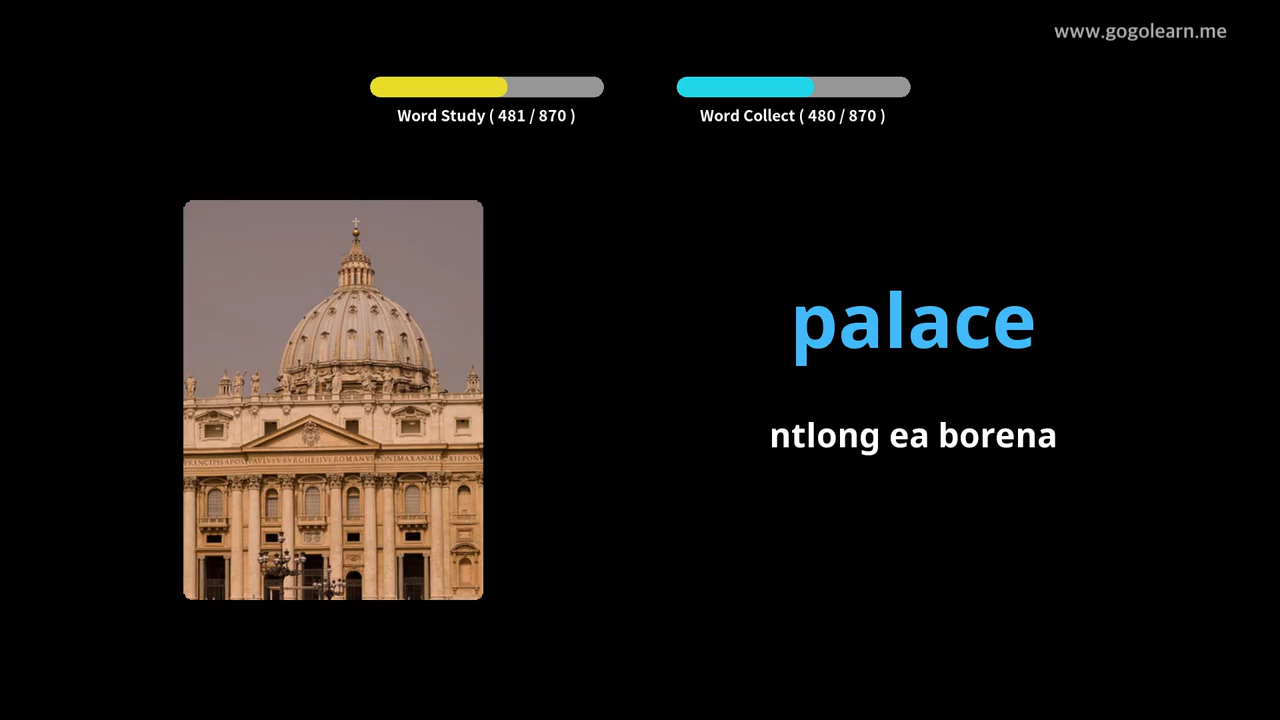 www.gogolearn.me
Word Study ( 481 / 870 )
Word Collect ( 480 / 870 )
palace
ntlong ea borena